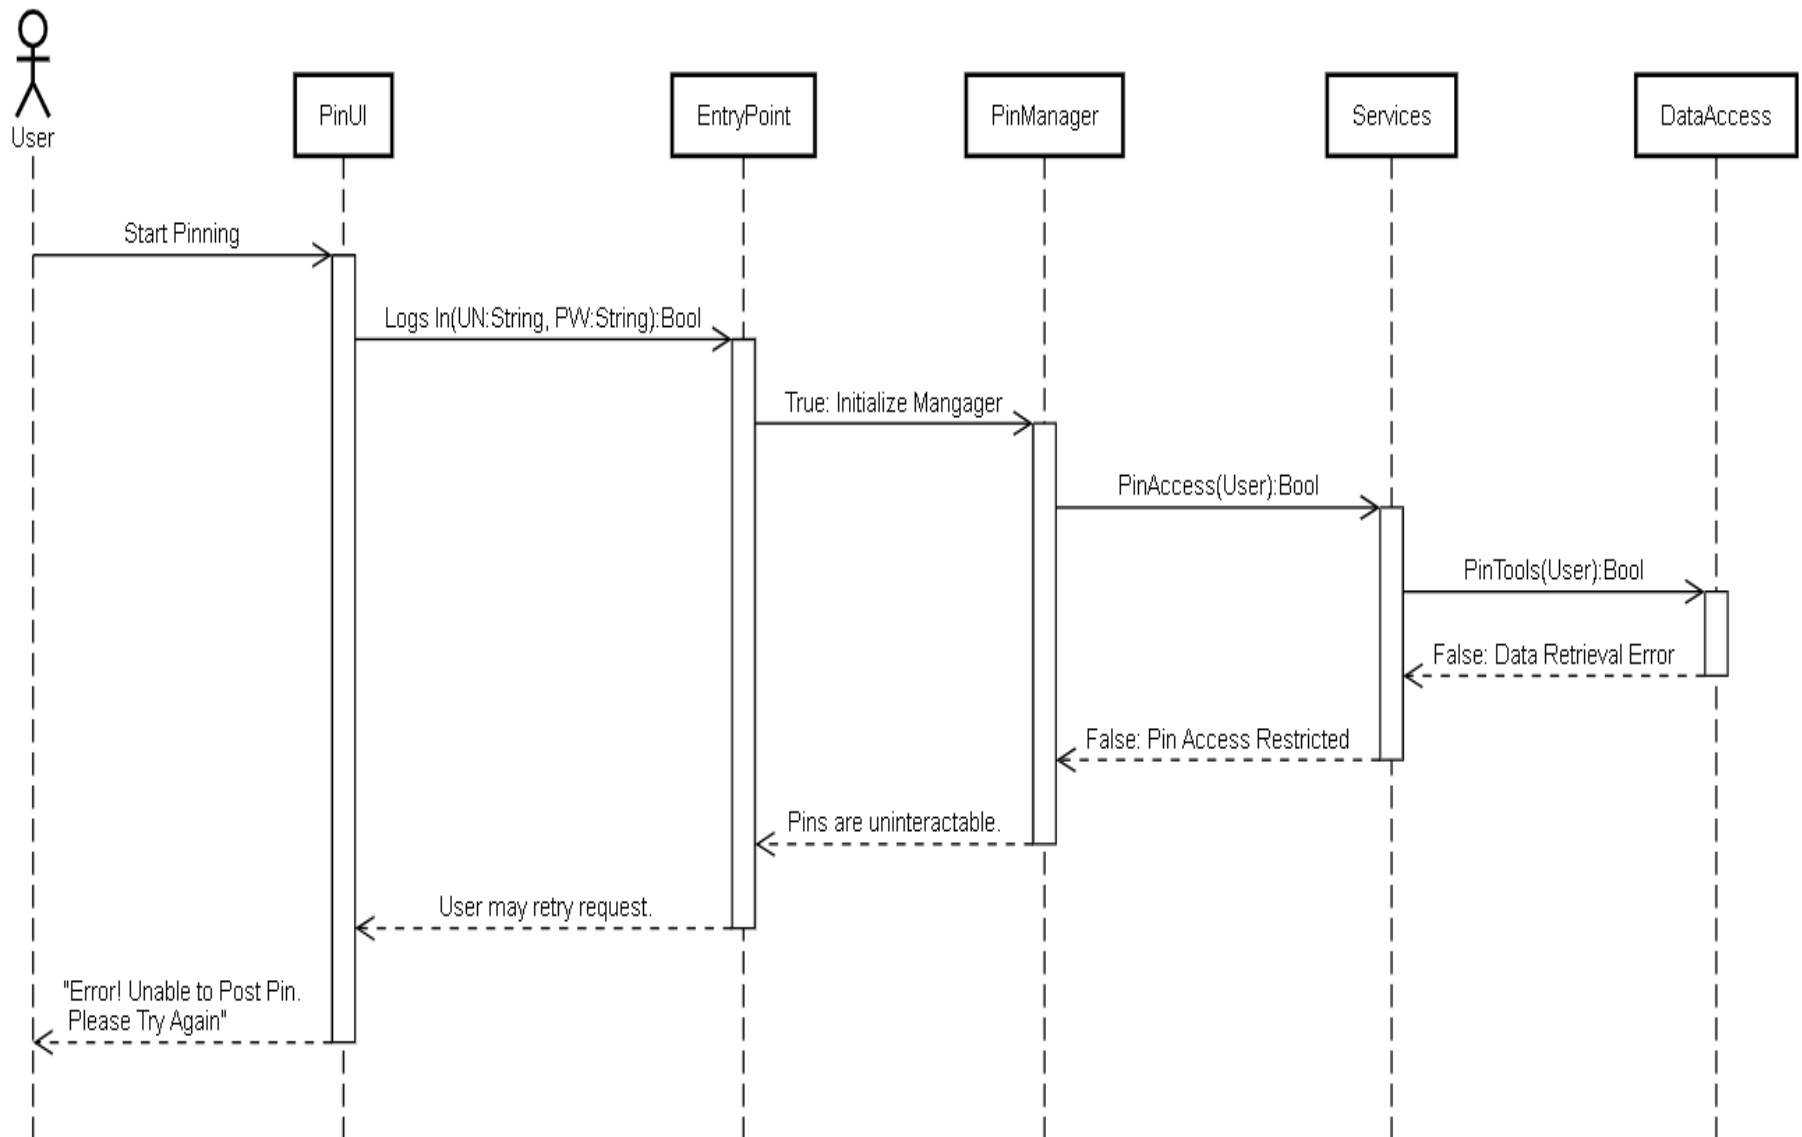 User
PinUI
EntryPoint
PinManager
Services
DataAccess
Start Pinning
Logs In(UN:String, PW:String):Bool
True: Initialize Mangager
PinAccess(User):Bool
PinTools(User):Bool
False: Data Retrieval Error
False: Pin Access Restricted
Pins are uninteractable.
User may retry request.
"Error! Unable to Post Pin.
Please Try Again"